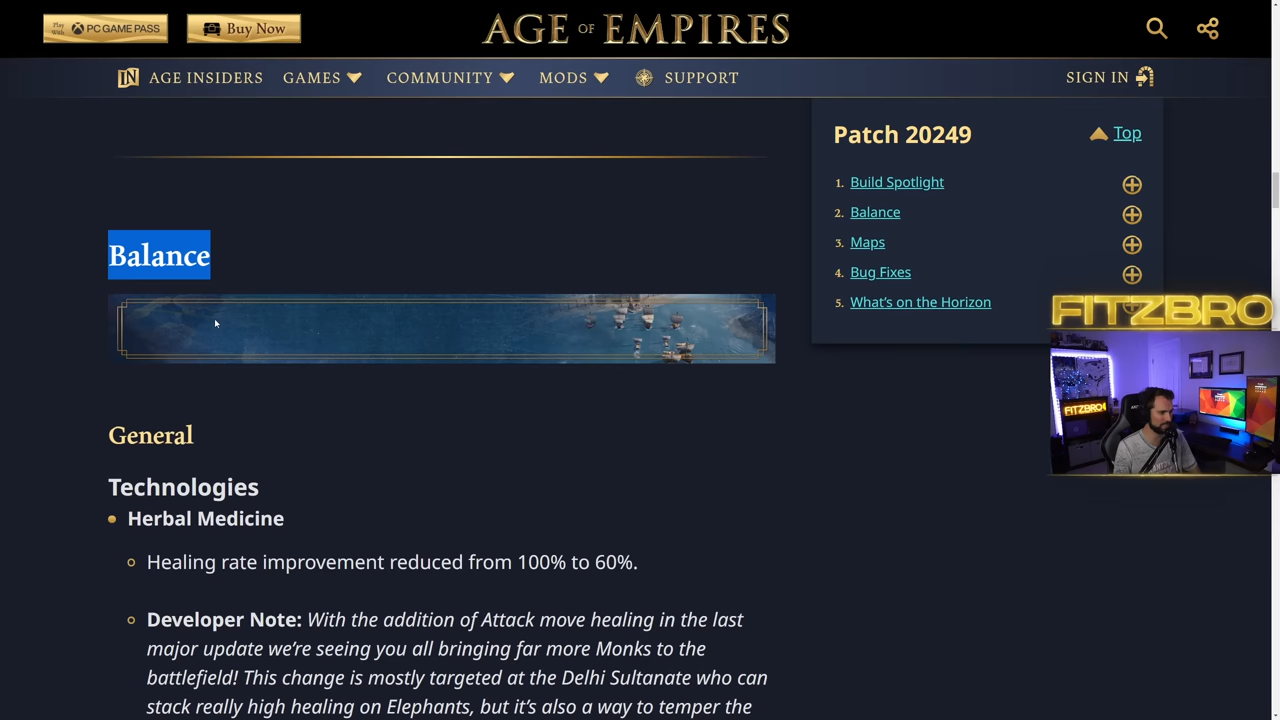 Play With PC GAME PASS
Buy Now
AGE OF EMPIRES
IN AGE INSIDERS GAMES COMMUNITY MODS SUPPORT SIGN IN
Patch 20249 Top
1. Build Spotlight
2. Balance
3. Maps
4. Bug Fixes
5. What's on the Horizon
Balance
General
Technologies
Herbal Medicine
Healing rate improvement reduced from 100% to 60%.
Developer Note: With the addition of Attack move healing in the last
major update we're seeing you all bringing far more Monks to the
battlefield! This change is mostly targeted at the Delhi Sultanate who can
stack really high healing on Elephants, but it's also a way to temper the
FITZBRO
FITZBRO